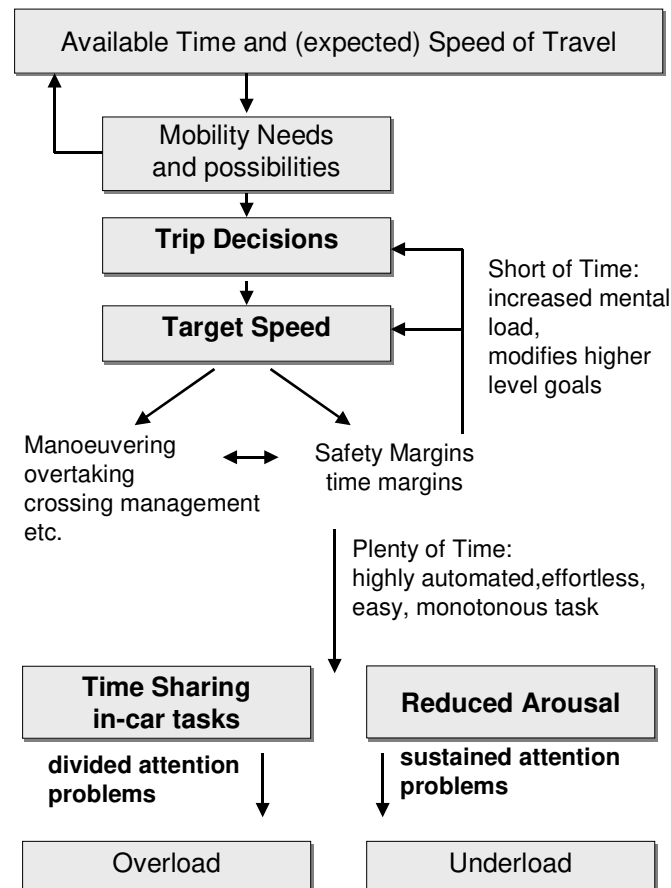 Available Time and (expected) Speed of Travel
Mobility Needs
and possibilities
Trip Decisions
Short of Time:
increased mental
load,
modifies higher
level goals
Target Speed
Manoeuvering
overtaking
crossing management
etc.
Safety Margins
time margins
Plenty of Time:
highly automated,effortless,
easy, monotonous task
Time Sharing
in-car tasks
Reduced Arousal
divided attention
problems
sustained attention
problems
Overload
Underload